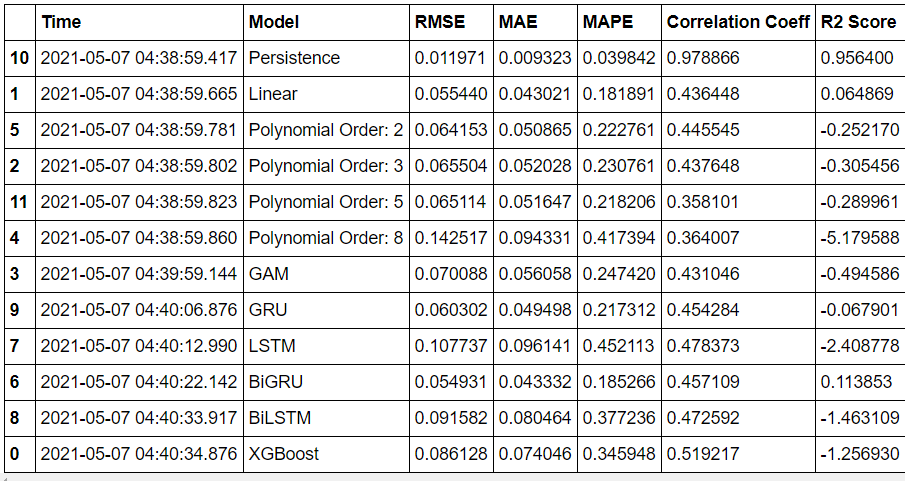 Time Model RMSE MAE MAPE Correlation Coeff R2 Score
10 2021-05-07 04:38:59.417 Persistence 0.011971 0.009323 0.039842 0.978866 0.956400
1 2021-05-07 04:38:59.665 Linear 0.055440 0.043021 0.181891 0.436448 0.064869
5 2021-05-07 04:38:59.781 Polynomial Order: 2 0.064153 0.050865 0.222761 0.445545 -0.252170
2 2021-05-07 04:38:59.802 Polynomial Order: 3 0.065504 0.052028 0.230761 0.437648 -0.305456
11 2021-05-07 04:38:59.823 Polynomial Order: 5 0.065114 0.051647 0.218206 0.358101 -0.289961
4 2021-05-07 04:38:59.860 Polynomial Order: 8 0.142517 0.094331 0.417394 0.364007 -5.179588
3 2021-05-07 04:39:59.144 GAM 0.070088 0.056058 0.247420 0.431046 -0.494586
9 2021-05-07 04:40:06.876 GRU 0.060302 0.049498 0.217312 0.454284 -0.067901
7 2021-05-07 04:40:12.990 LSTM 0.107737 0.096141 0.452113 0.478373 -2.408778
6 2021-05-07 04:40:22.142 BiGRU 0.054931 0.043332 0.185266 0.457109 0.113853
8 2021-05-07 04:40:33.917 BiLSTM 0.091582 0.080464 0.377236 0.472592 -1.463109
0 2021-05-07 04:40:34.876 XGBoost 0.086128 0.074046 0.345948 0.519217 -1.256930